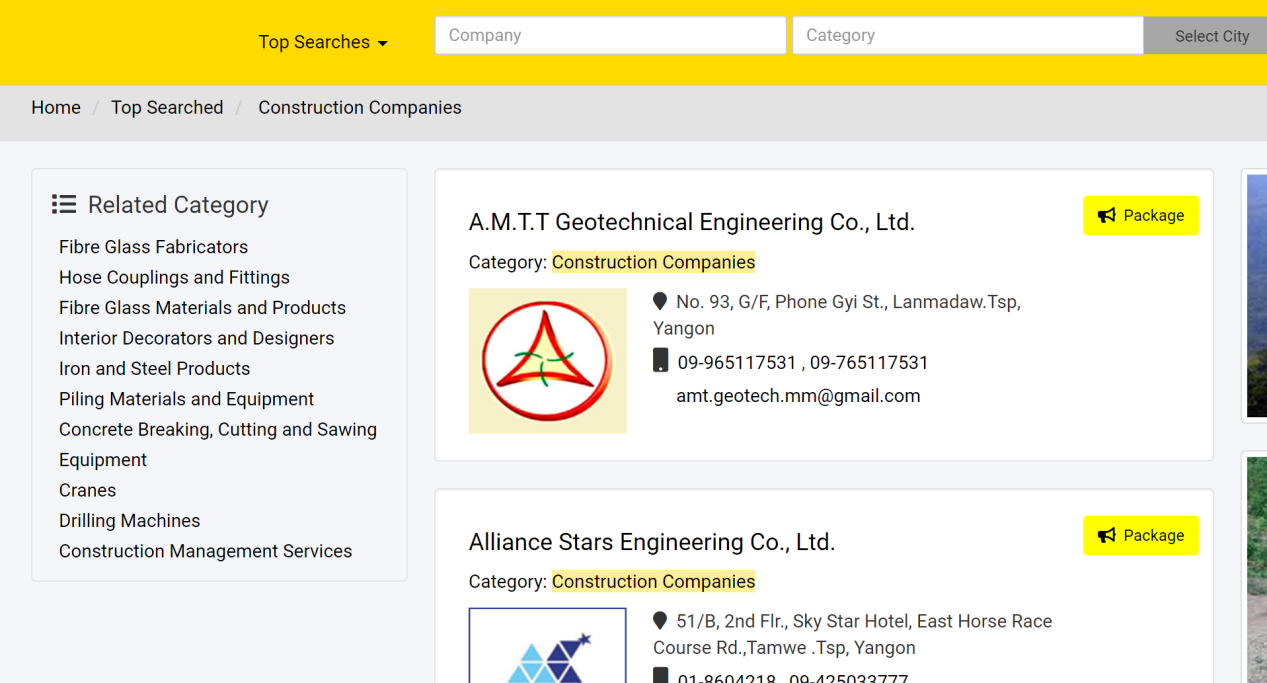 Top Searches
Company
Category
Select City
Home / Top Searched / Construction Companies
Related Category
Fibre Glass Fabricators
Hose Couplings and Fittings
Fibre Glass Materials and Products
Interior Decorators and Designers
Iron and Steel Products
Piling Materials and Equipment
Concrete Breaking, Cutting and Sawing
Equipment
Cranes
Drilling Machines
Construction Management Services
A.M.T.T Geotechnical Engineering Co., Ltd.
Package
Category: Construction Companies
No. 93, G/F, Phone Gyi St., Lanmadaw.Tsp,
Yangon
09-965117531 , 09-765117531
amt.geotech.mm@gmail.com
Alliance Stars Engineering Co., Ltd.
Package
Category: Construction Companies
51/B, 2nd Flr., Sky Star Hotel, East Horse Race
Course Rd.,Tamwe .Tsp, Yangon
01-8604218 , 09-425033777